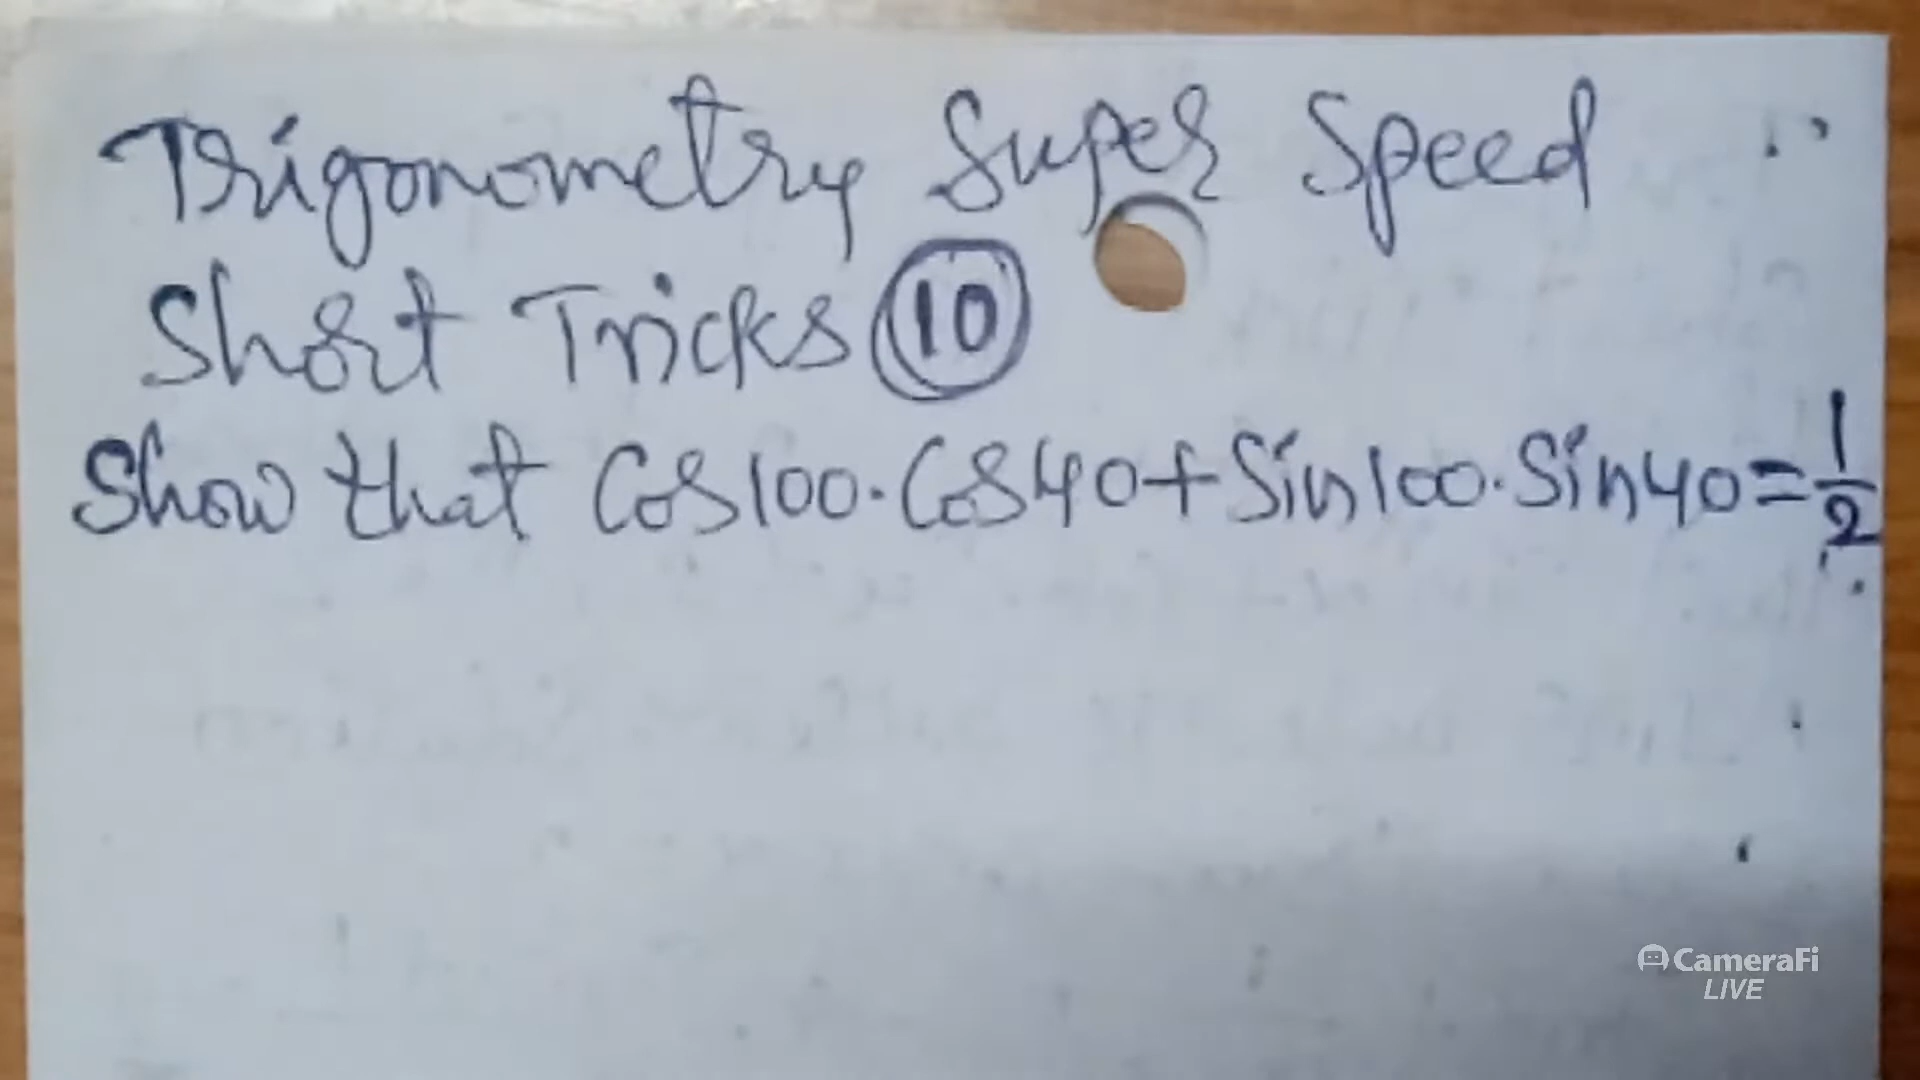 Trigonometry Super Speed
Short Tricks 10
Show that Cos100·Cos40+Sin100·Sin40=1/2
CameraFi
LIVE